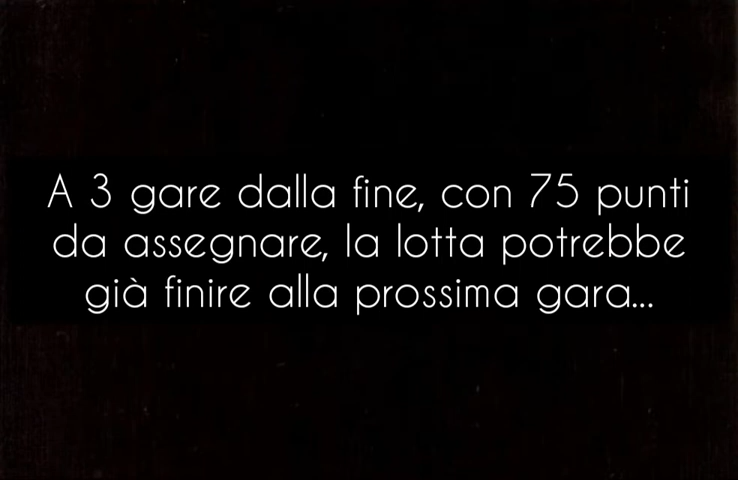 A 3 gare dalla fine, con 75 punti
da assegnare, la lotta potrebbe
già finire alla prossima gara...